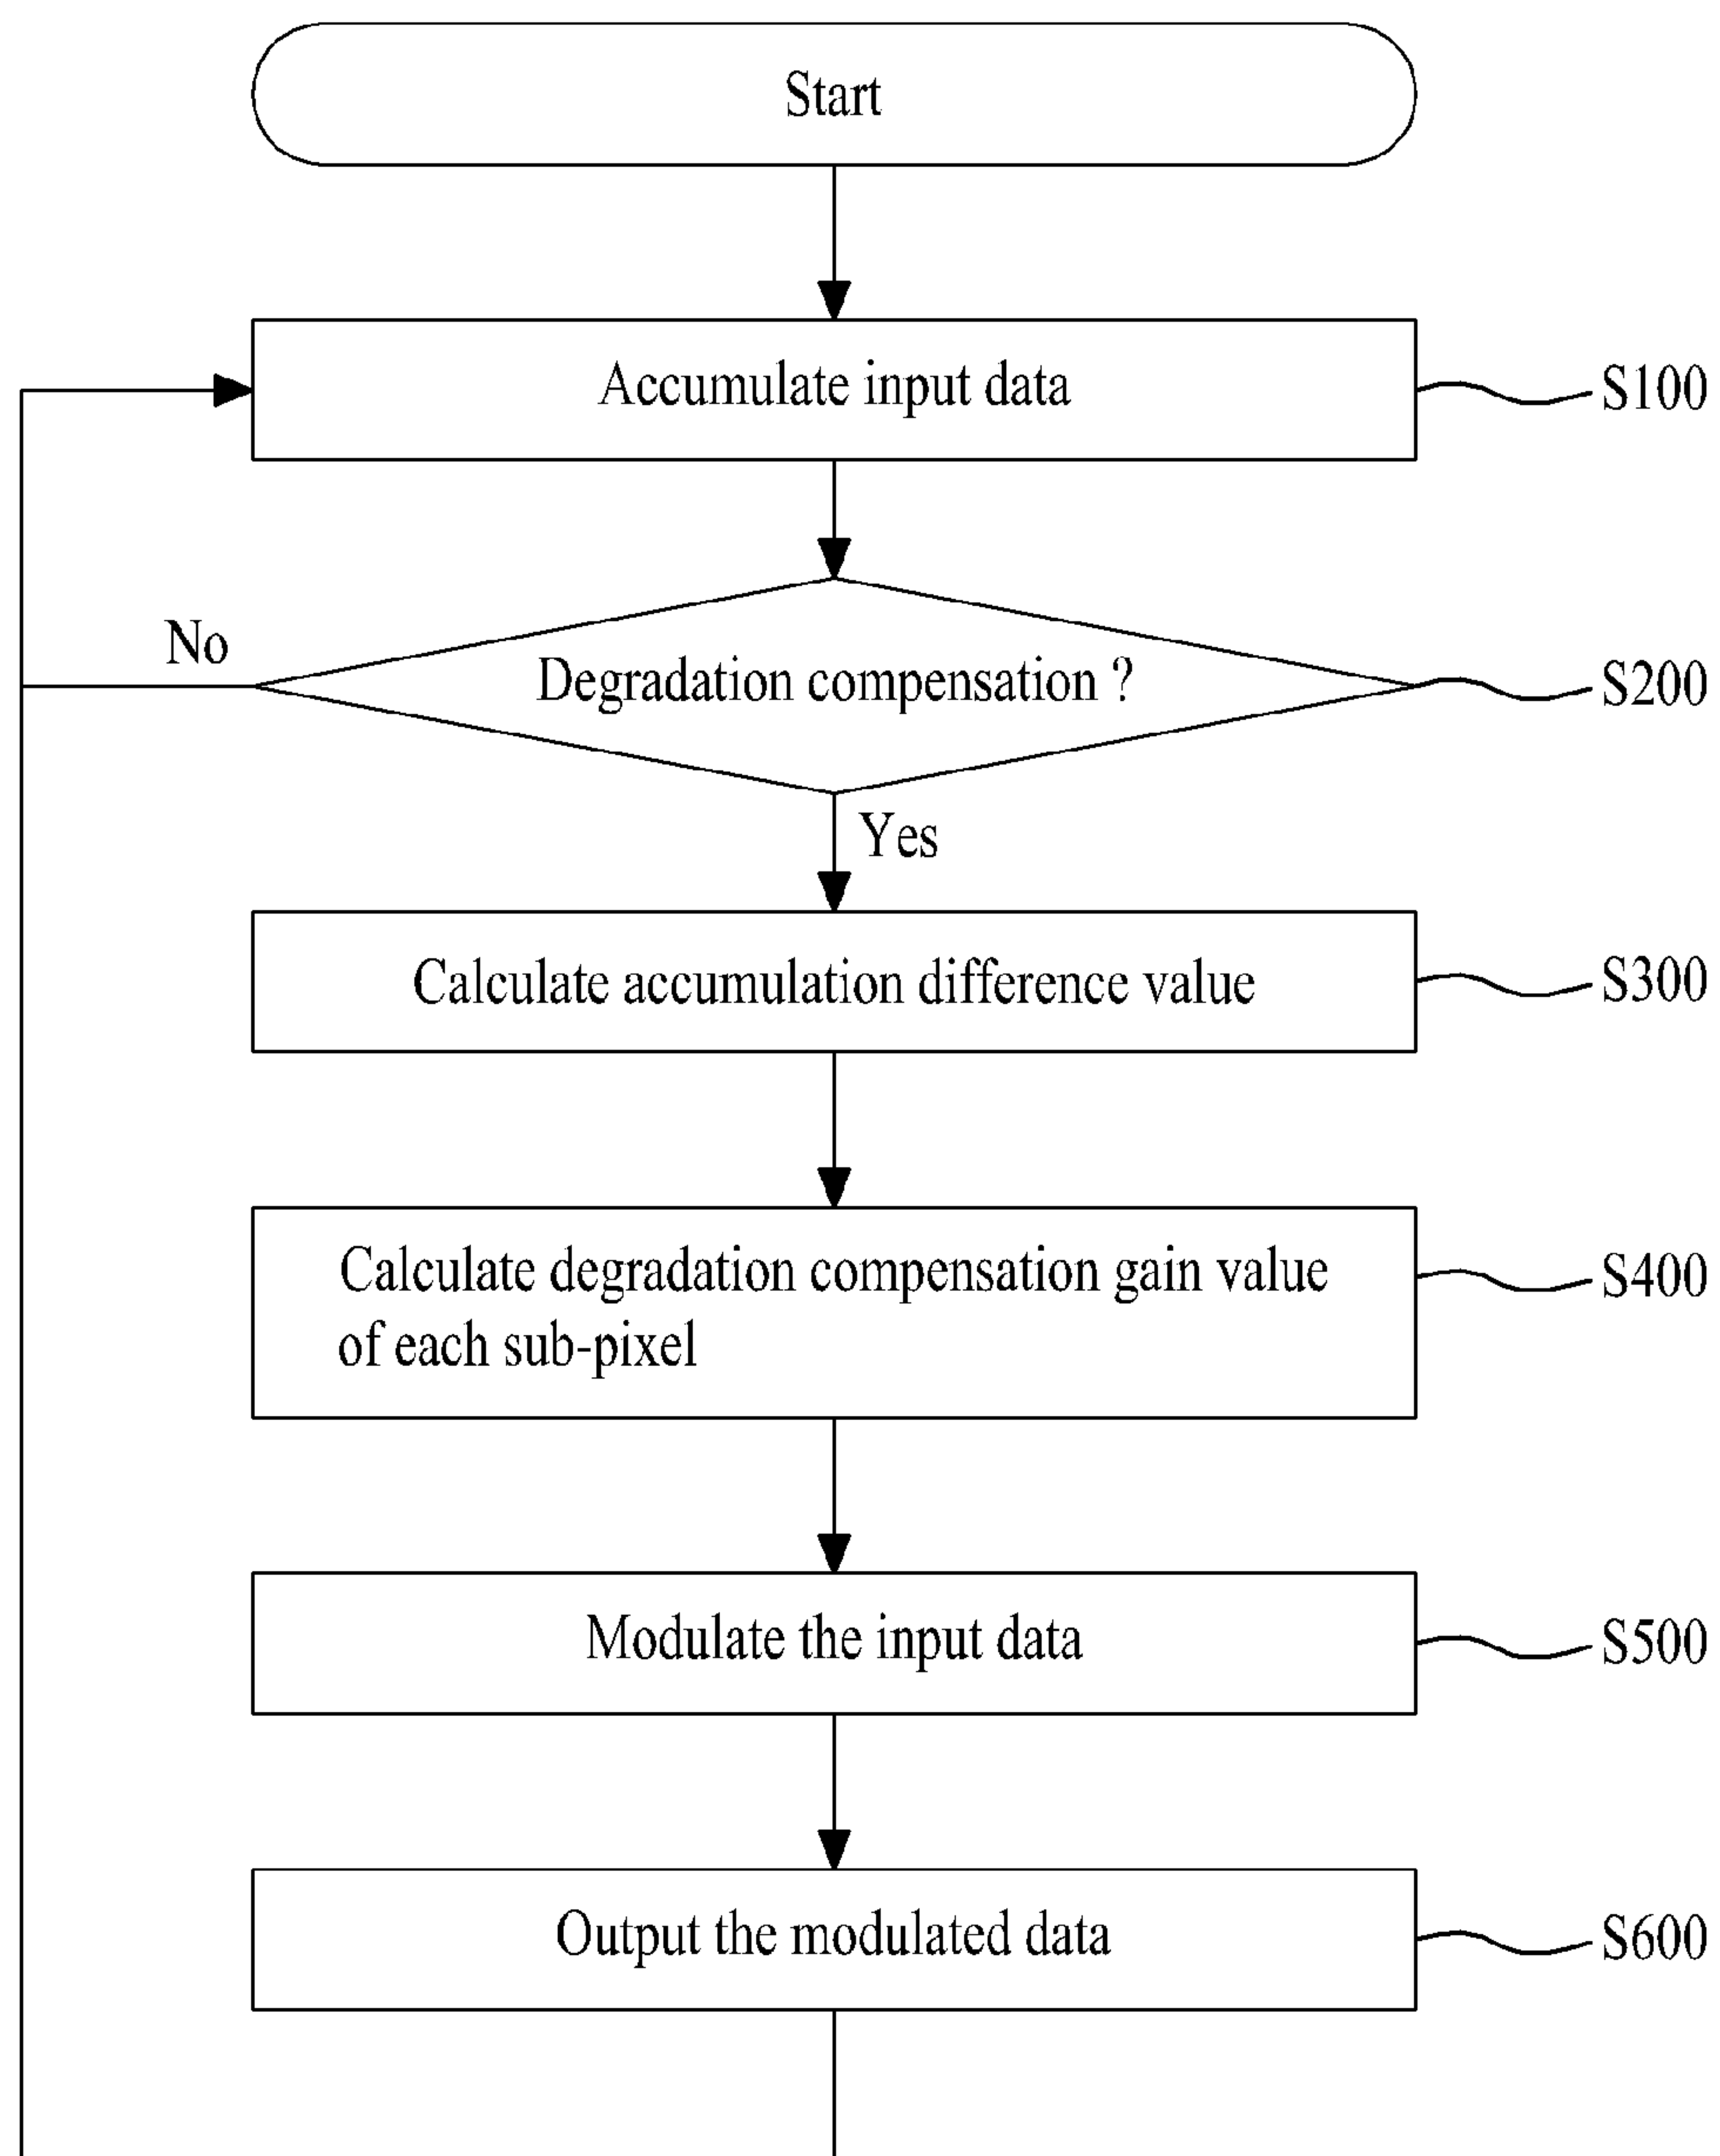 Start
Accumulate input data
S100
No
Degradation compensation ?
S200
Yes
Calculate accumulation difference value
S300
Calculate degradation compensation gain value
of each sub-pixel
S400
Modulate the input data
S500
Output the modulated data
S600